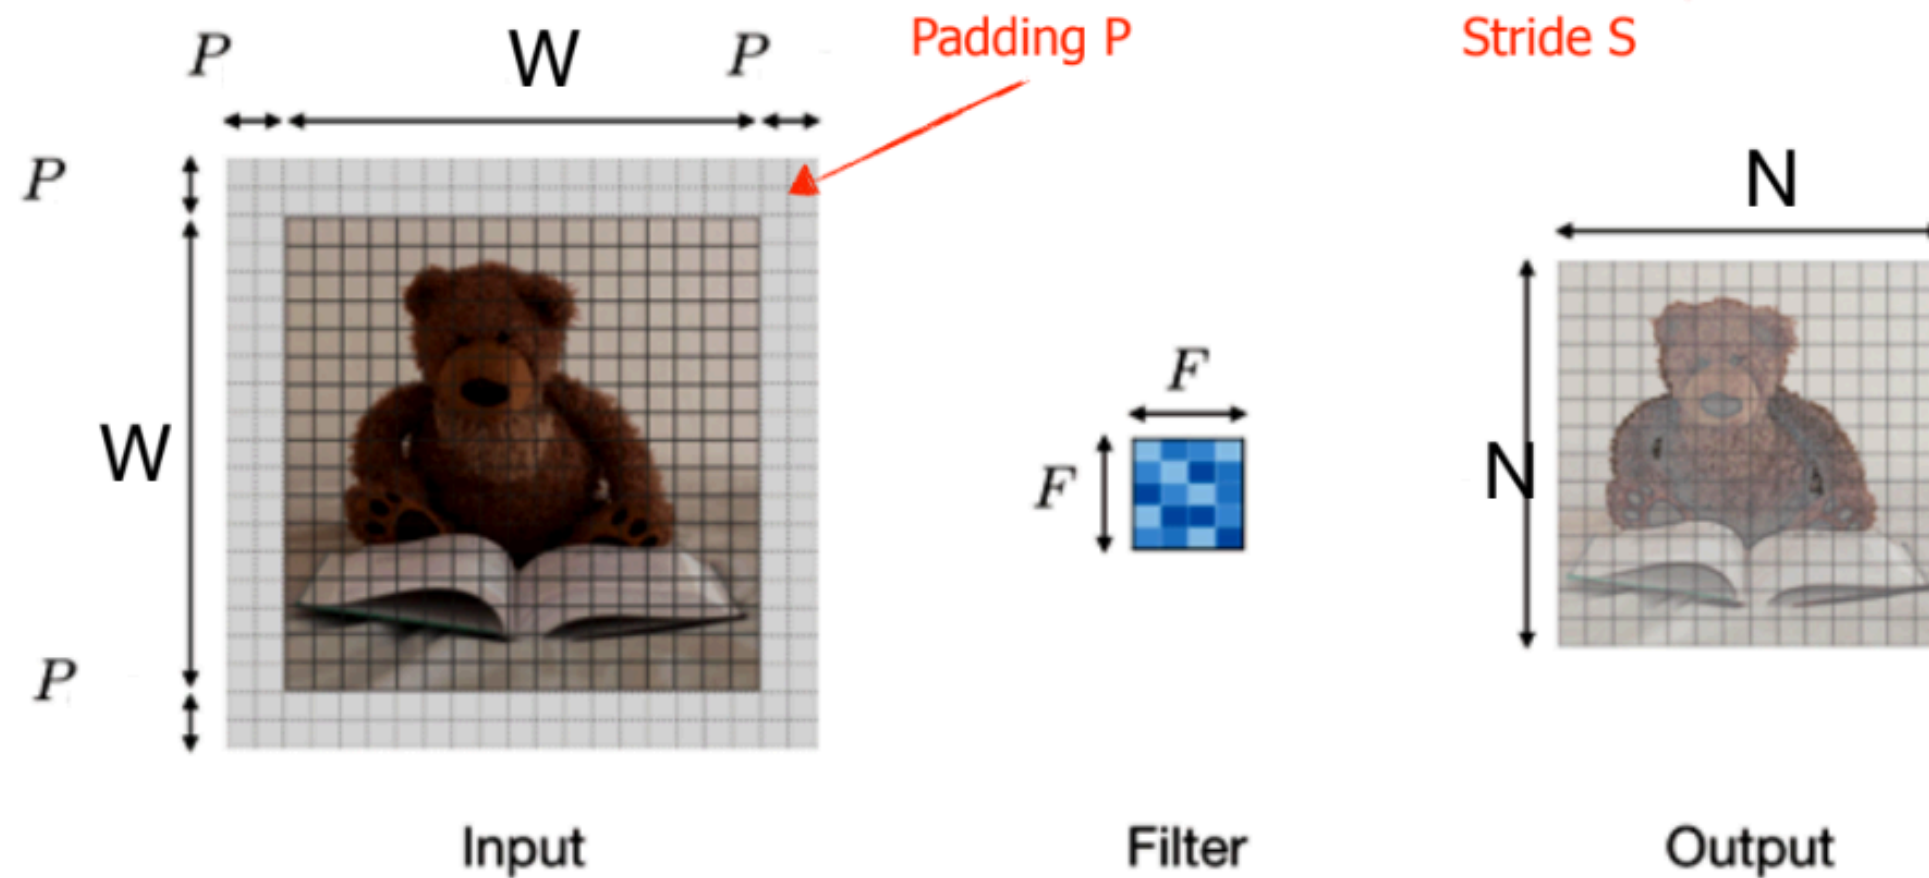 P W P Padding P Stride S
P
N
F
W
F
N
P
Input Filter Output